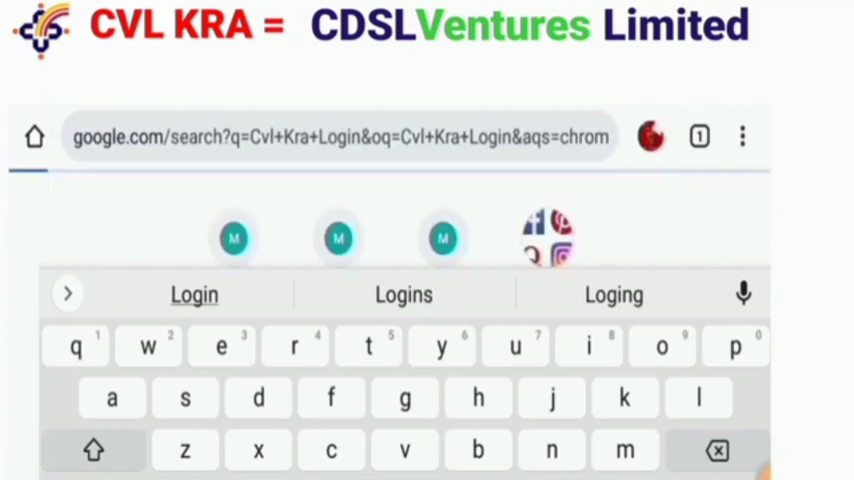 CVL KRA = CDSLVentures Limited
google.com/search?q=Cvl+Kra+Login&oq=Cvl+Kra+Login&aqs=chrom
1
M M M
Login Logins Loging
q 1 w 2 e 3 r 4 t 5 y 6 u 7 i 8 o 9 p 0
a s d f g h j k l
z x c v b n m